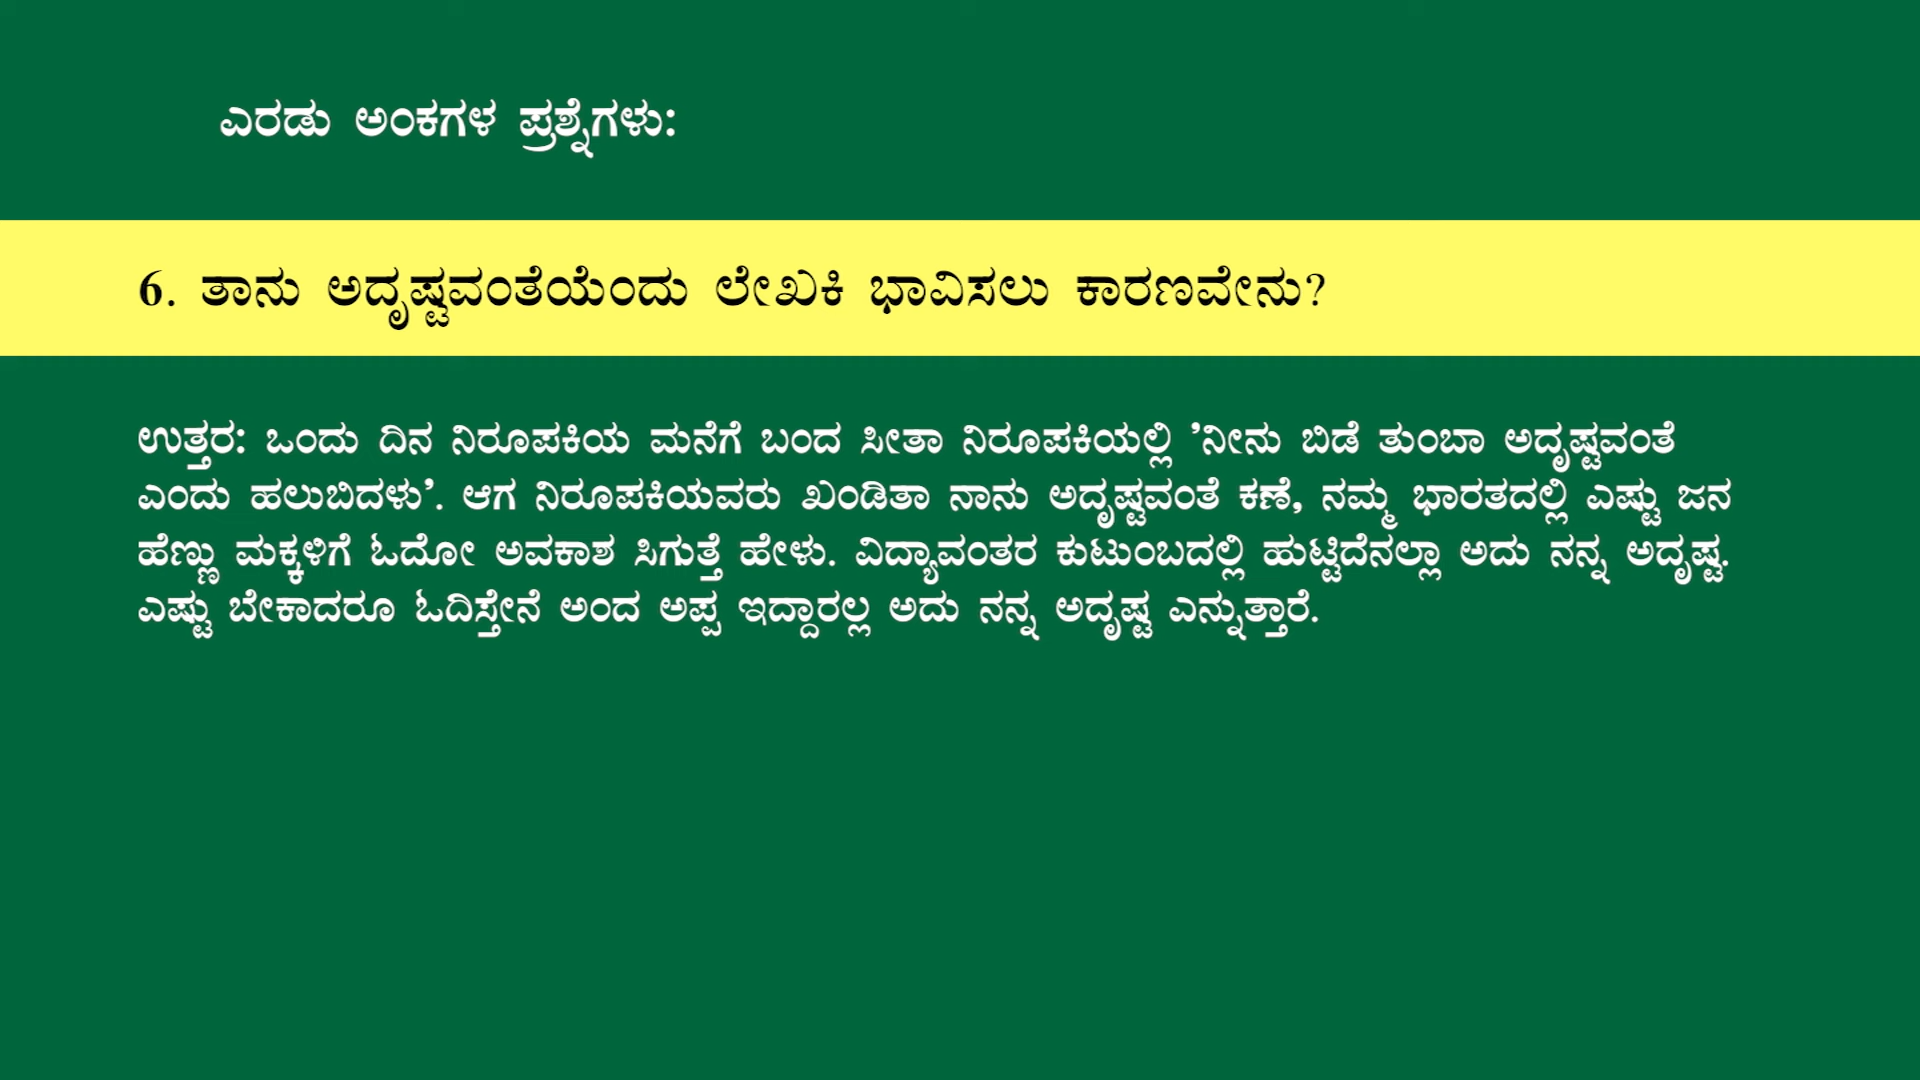 ಎರಡು ಅಂಕಗಳ ಪ್ರಶ್ನೆಗಳು:
6. ತಾನು ಅದೃಷ್ಟವಂತೆಯೆಂದು ಲೇಖಕಿ ಭಾವಿಸಲು ಕಾರಣವೇನು?
ಉತ್ತರ: ಒಂದು ದಿನ ನಿರೂಪಕಿಯ ಮನೆಗೆ ಬಂದ ಸೀತಾ ನಿರೂಪಕಿಯಲ್ಲಿ ’ನೀನು ಬಿಡೆ ತುಂಬಾ ಅದೃಷ್ಟವಂತೆ
ಎಂದು ಹಲುಬಿದಳು’. ಆಗ ನಿರೂಪಕಿಯವರು ಖಂಡಿತಾ ನಾನು ಅದೃಷ್ಟವಂತೆ ಕಣೆ, ನಮ್ಮ ಭಾರತದಲ್ಲಿ ಎಷ್ಟು ಜನ
ಹೆಣ್ಣು ಮಕ್ಕಳಿಗೆ ಓದೋ ಅವಕಾಶ ಸಿಗುತ್ತೆ ಹೇಳು. ವಿದ್ಯಾವಂತರ ಕುಟುಂಬದಲ್ಲಿ ಹುಟ್ಟಿದೆನಲ್ಲಾ ಅದು ನನ್ನ ಅದೃಷ್ಟ.
ಎಷ್ಟು ಬೇಕಾದರೂ ಓದಿಸ್ತೇನೆ ಅಂದ ಅಪ್ಪ ಇದ್ದಾರಲ್ಲ ಅದು ನನ್ನ ಅದೃಷ್ಟ ಎನ್ನುತ್ತಾರೆ.